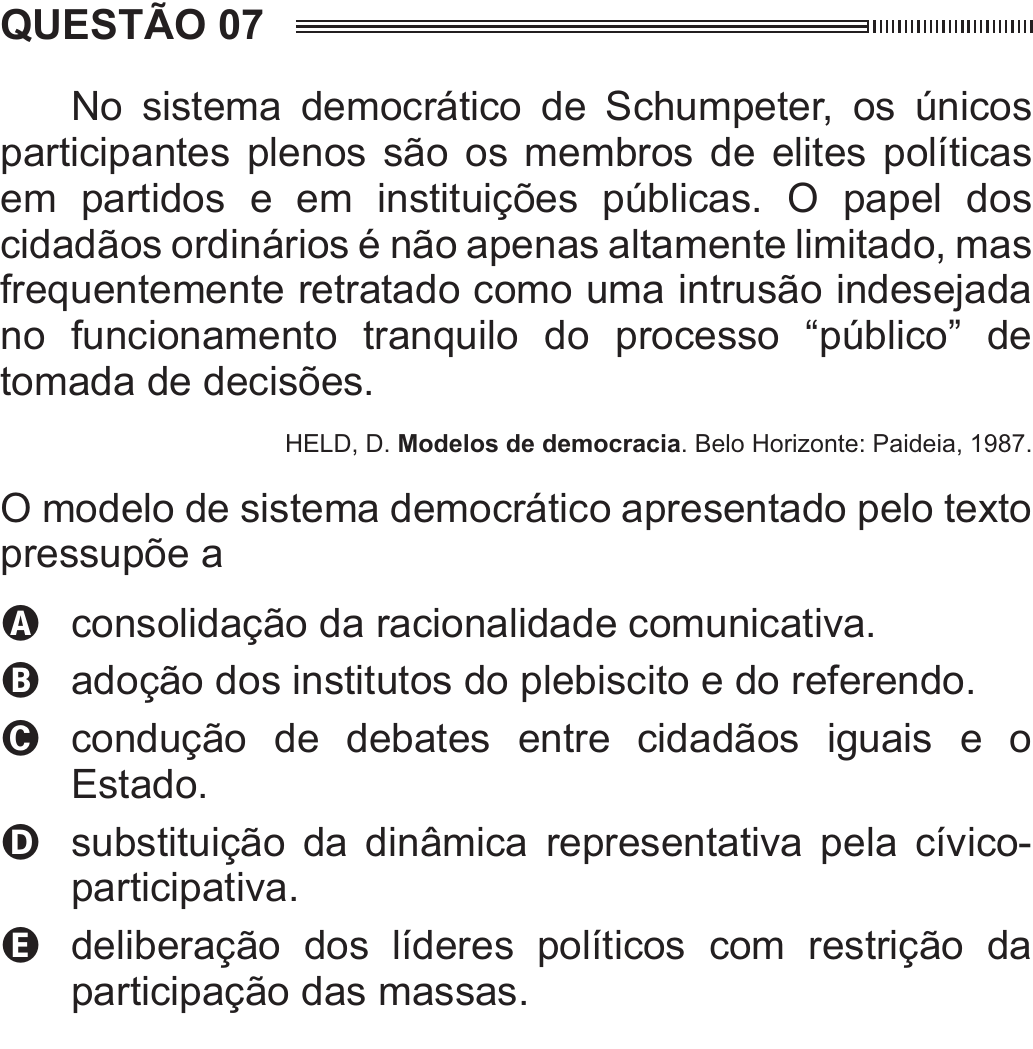 QUESTÃO 07
No sistema democrático de Schumpeter, os únicos
participantes plenos são os membros de elites políticas
em partidos e em instituições públicas. O papel dos
cidadãos ordinários é não apenas altamente limitado, mas
frequentemente retratado como uma intrusão indesejada
no funcionamento tranquilo do processo “público” de
tomada de decisões.
HELD, D. Modelos de democracia. Belo Horizonte: Paideia, 1987.
O modelo de sistema democrático apresentado pelo texto
pressupõe a
A consolidação da racionalidade comunicativa.
B adoção dos institutos do plebiscito e do referendo.
C condução de debates entre cidadãos iguais e o
Estado.
D substituição da dinâmica representativa pela cívico-
participativa.
E deliberação dos líderes políticos com restrição da
participação das massas.